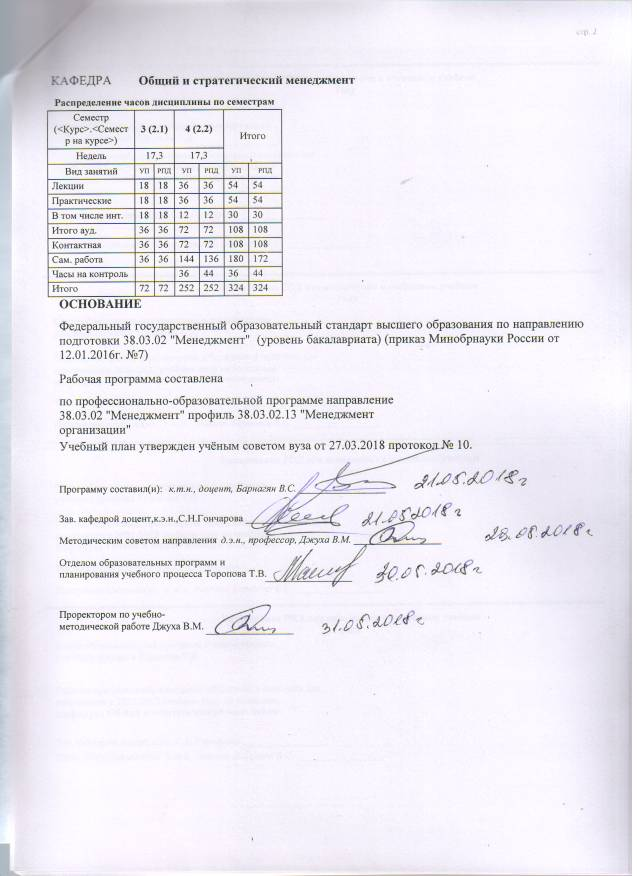 стр. 2
КАФЕДРА Общий и стратегический менеджмент
Распределение часов дисциплины по семестрам
Семестр (<Курс>.<Семестр на курсе>) 3 (2.1) 4 (2.2) Итого
Недель 17,3 17,3
Вид занятий УП РПД УП РПД УП РПД
Лекции 18 18 36 36 54 54
Практические 18 18 36 36 54 54
В том числе инт. 18 18 12 12 30 30
Итого ауд. 36 36 72 72 108 108
Контактная 36 36 72 72 108 108
Сам. работа 36 36 144 136 180 172
Часы на контроль 36 44 36 44
Итого 72 72 252 252 324 324
ОСНОВАНИЕ
Федеральный государственный образовательный стандарт высшего образования по направлению
подготовки 38.03.02 "Менеджмент" (уровень бакалавриата) (приказ Минобрнауки России от
12.01.2016г. №7)
Рабочая программа составлена
по профессионально-образовательной программе направление
38.03.02 "Менеджмент" профиль 38.03.02.13 "Менеджмент
организации"
Учебный план утвержден учёным советом вуза от 27.03.2018 протокол № 10.
Программу составил(и): к.т.н., доцент, Барнагян В.С. 21.05.2018г
Зав. кафедрой доцент,к.э.н.,С.Н.Гончарова 21.05.2018г
Методическим советом направления д.э.н., профессор, Джуха В.М. 29.05.2018г
Отделом образовательных программ и
планирования учебного процесса Торопова Т.В. 30.05.2018г
Проректором по учебно-
методической работе Джуха В.М. 31.05.2018г